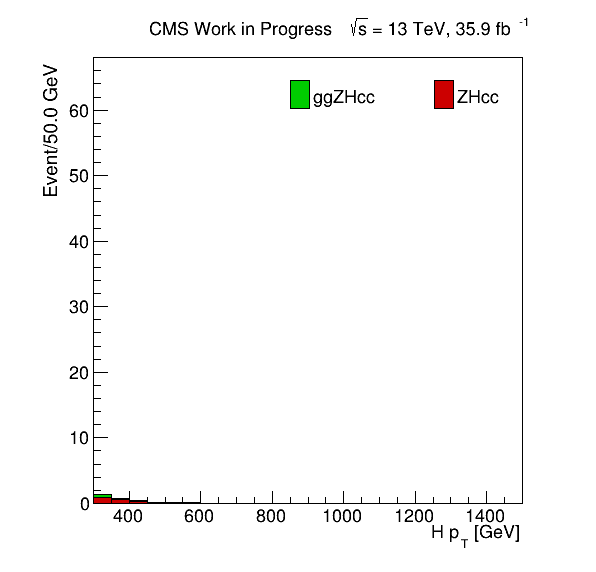 CMS Work in Progress √s = 13 TeV, 35.9 fb -1
Event/50.0 GeV
ggZHcc ZHcc
60
50
40
30
20
10
0
400 600 800 1000 1200 1400
H pT [GeV]